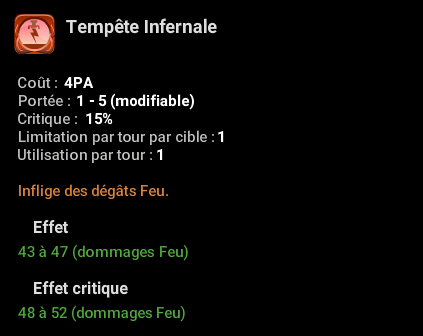 Tempête Infernale
Coût : 4PA
Portée : 1 - 5 (modifiable)
Critique : 15%
Limitation par tour par cible : 1
Utilisation par tour : 1
Inflige des dégâts Feu.
Effet
43 à 47 (dommages Feu)
Effet critique
48 à 52 (dommages Feu)